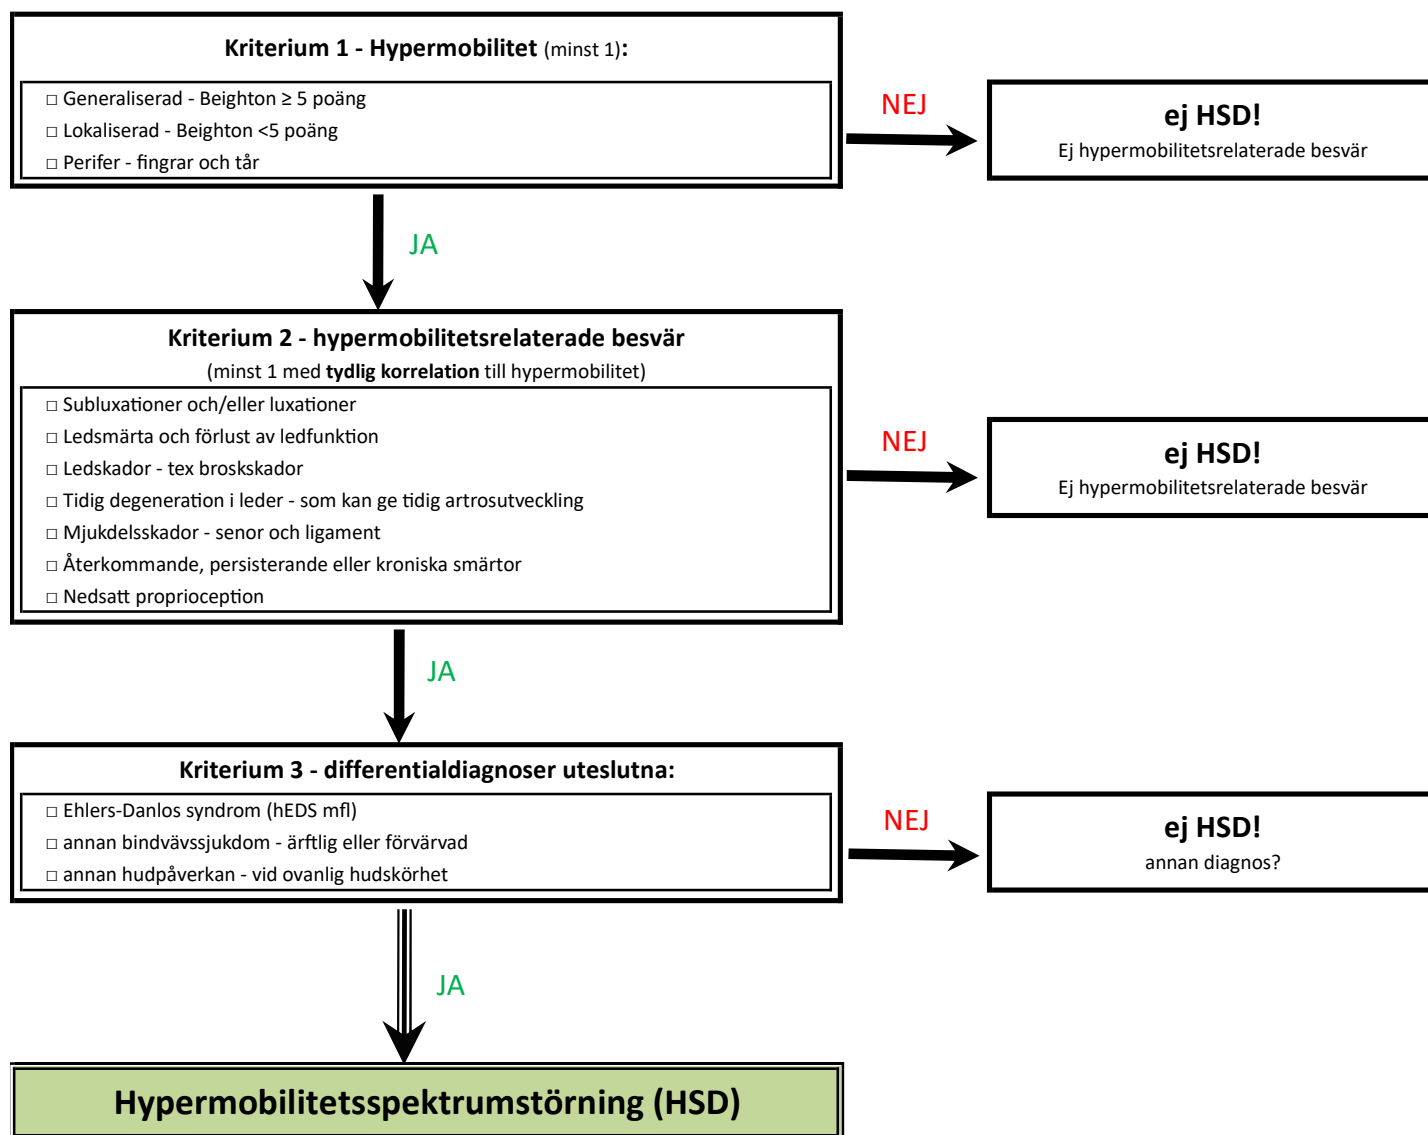 Kriterium 1 - Hypermobilitet (minst 1):
□ Generaliserad - Beighton ≥ 5 poäng
□ Lokaliserad - Beighton <5 poäng
□ Perifer - fingrar och tår
NEJ
ej HSD!
Ej hypermobilitetsrelaterade besvär
JA
Kriterium 2 - hypermobilitetsrelaterade besvär
(minst 1 med tydlig korrelation till hypermobilitet)
□ Subluxationer och/eller luxationer
□ Ledsmärta och förlust av ledfunktion
□ Ledskador - tex broskskador
□ Tidig degeneration i leder - som kan ge tidig artrosutveckling
□ Mjukdelsskador - senor och ligament
□ Återkommande, persisterande eller kroniska smärtor
□ Nedsatt proprioception
NEJ
ej HSD!
Ej hypermobilitetsrelaterade besvär
JA
Kriterium 3 - differentialdiagnoser uteslutna:
□ Ehlers-Danlos syndrom (hEDS mfl)
□ annan bindvävssjukdom - ärftlig eller förvärvad
□ annan hudpåverkan - vid ovanlig hudskörhet
NEJ
ej HSD!
annan diagnos?
JA
Hypermobilitetsspektrumstörning (HSD)